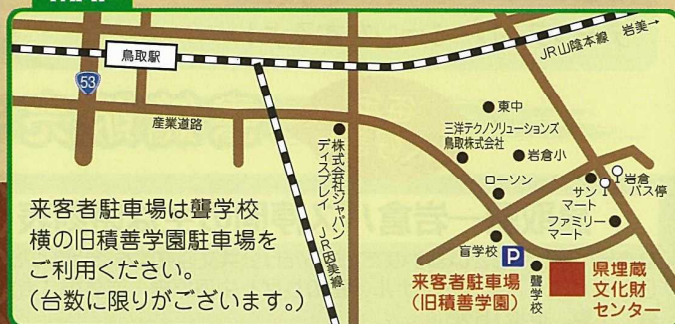 鳥取駅
53
JR山陰本線 岩美→
産業道路
東中
三洋テクノソリューションズ
鳥取株式会社
岩倉小
株式会社ジャパン
ディスプレイ
JR因美線
ローソン
サン
マート
岩倉
バス停
ファミリー
マート
盲学校
P
聾学校
来客者駐車場
(旧積善学園)
県埋蔵
文化財
センター
来客者駐車場は聾学校
横の旧積善学園駐車場を
ご利用ください。
(台数に限りがございます。)